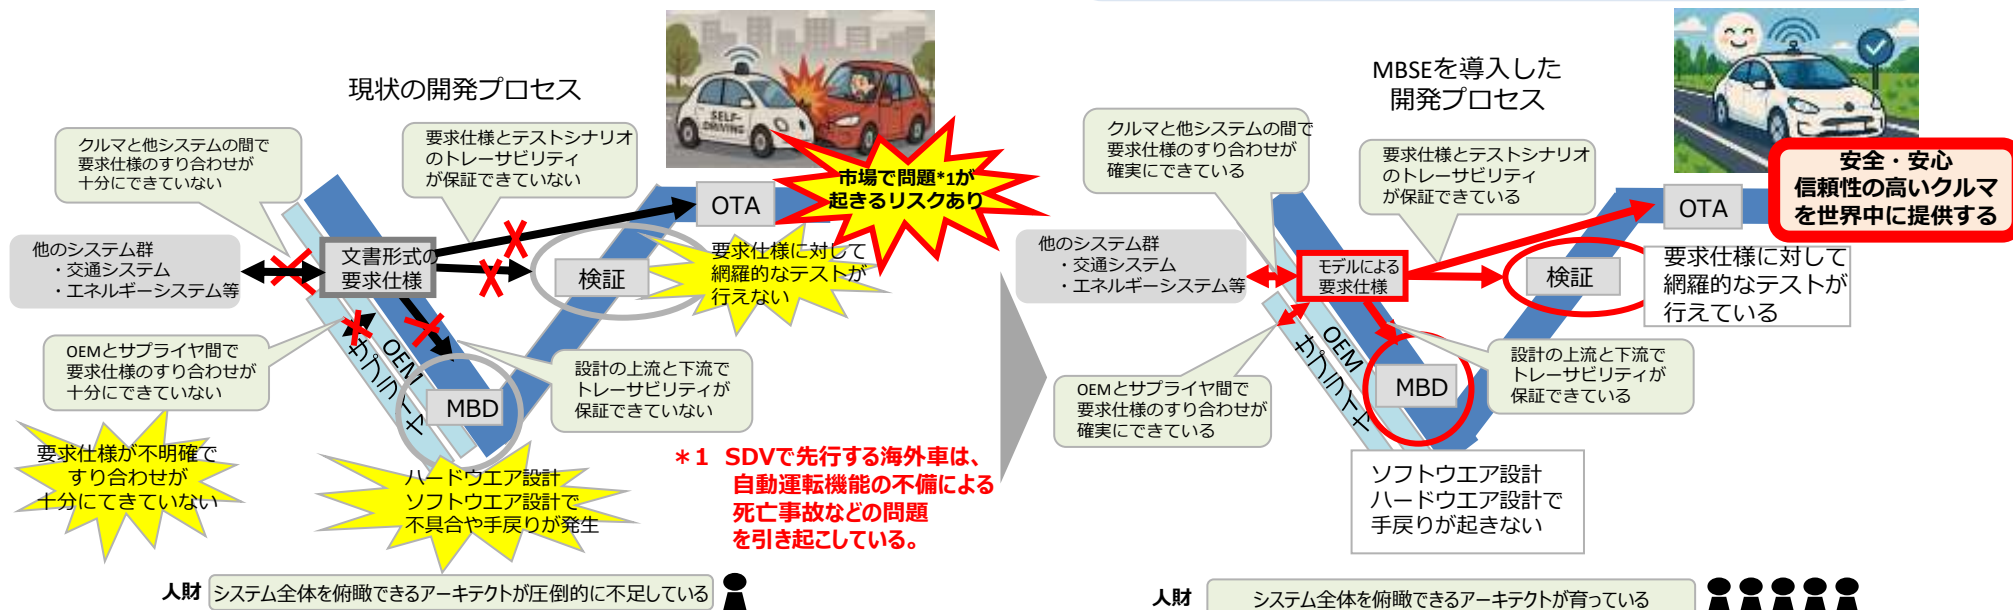 現状の開発プロセス
クルマと他システムの間で
要求仕様のすり合わせが
十分にできていない
要求仕様とテストシナリオ
のトレーサビリティ
が保証できていない
SELF-
DRIVING
市場で問題*1が
起きるリスクあり
OTA
他のシステム群
・交通システム
・エネルギーシステム等
文書形式の
要求仕様
検証
要求仕様に対して
網羅的なテストが
行えない
OEMとサプライヤ間で
要求仕様のすり合わせが
十分にできていない
OEM
サプライヤ
MBD
設計の上流と下流で
トレーサビリティが
保証できていない
要求仕様が不明確で
すり合わせが
十分にてきていない
ハードウエア設計
ソフトウエア設計で
不具合や手戻りが発生
*1 SDVで先行する海外車は、
自動運転機能の不備による
死亡事故などの問題
を引き起こしている。
人財
システム全体を俯瞰できるアーキテクトが圧倒的に不足している
MBSEを導入した
開発プロセス
クルマと他システムの間で
要求仕様のすり合わせが
確実にできている
要求仕様とテストシナリオ
のトレーサビリティ
が保証できている
安全・安心
信頼性の高いクルマ
を世界中に提供する
OTA
他のシステム群
・交通システム
・エネルギーシステム等
モデルによる
要求仕様
検証
要求仕様に対して
網羅的なテストが
行えている
OEMとサプライヤ間で
要求仕様のすり合わせが
確実にできている
OEM
サプライヤ
MBD
設計の上流と下流で
トレーサビリティが
保証できている
ソフトウエア設計
ハードウエア設計で
手戻りが起きない
人財
システム全体を俯瞰できるアーキテクトが育っている